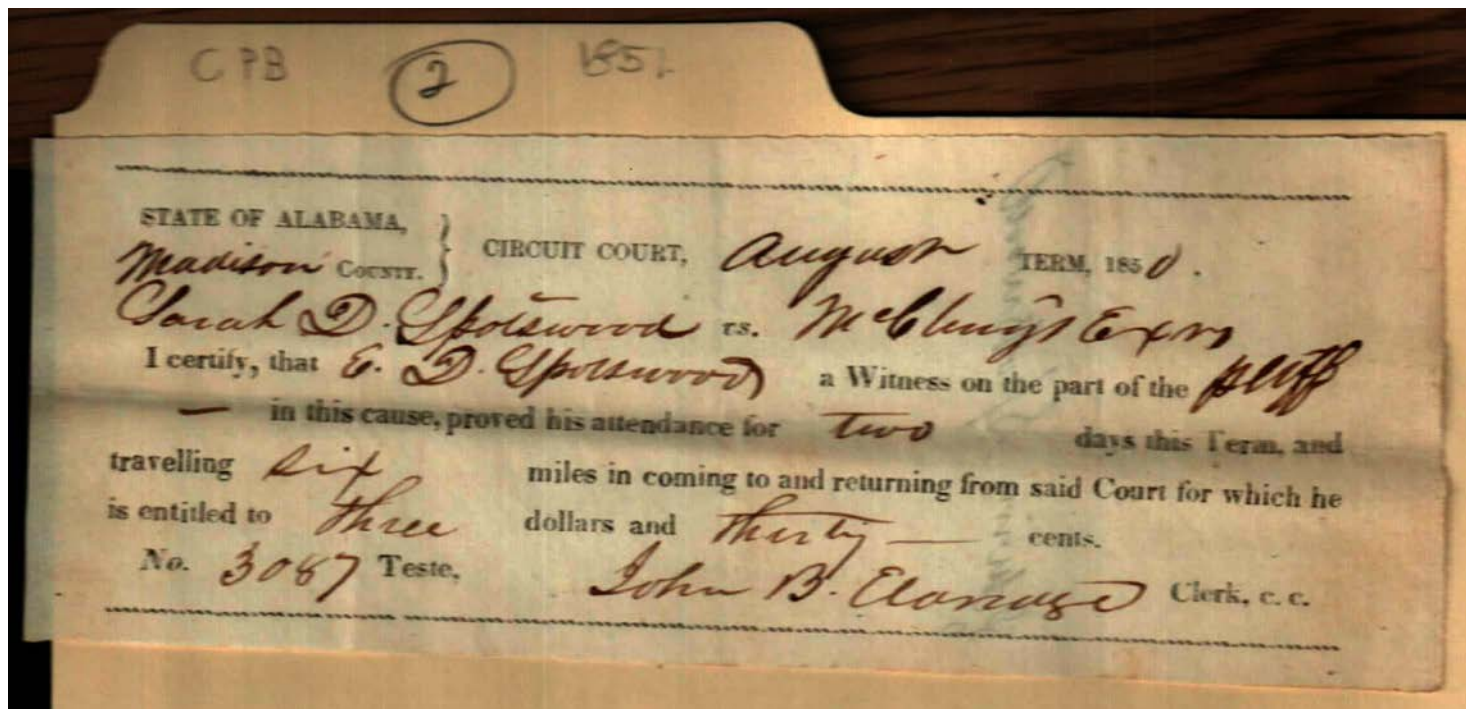 CPB 2 1851
STATE OF ALABAMA,
Madison COUNTY. } CIRCUIT COURT, August TERM, 1850.
Sarah D. Spotswood vs. McClung's Exrs
I certify, that E. D. Spotswood a Witness on the part of the plff
— in this cause, proved his attendance for two days this Term, and
travelling six miles in coming to and returning from said Court for which he
is entitled to three dollars and thirty — cents.
No. 3087 Teste,
John B. Clerk, c. c.